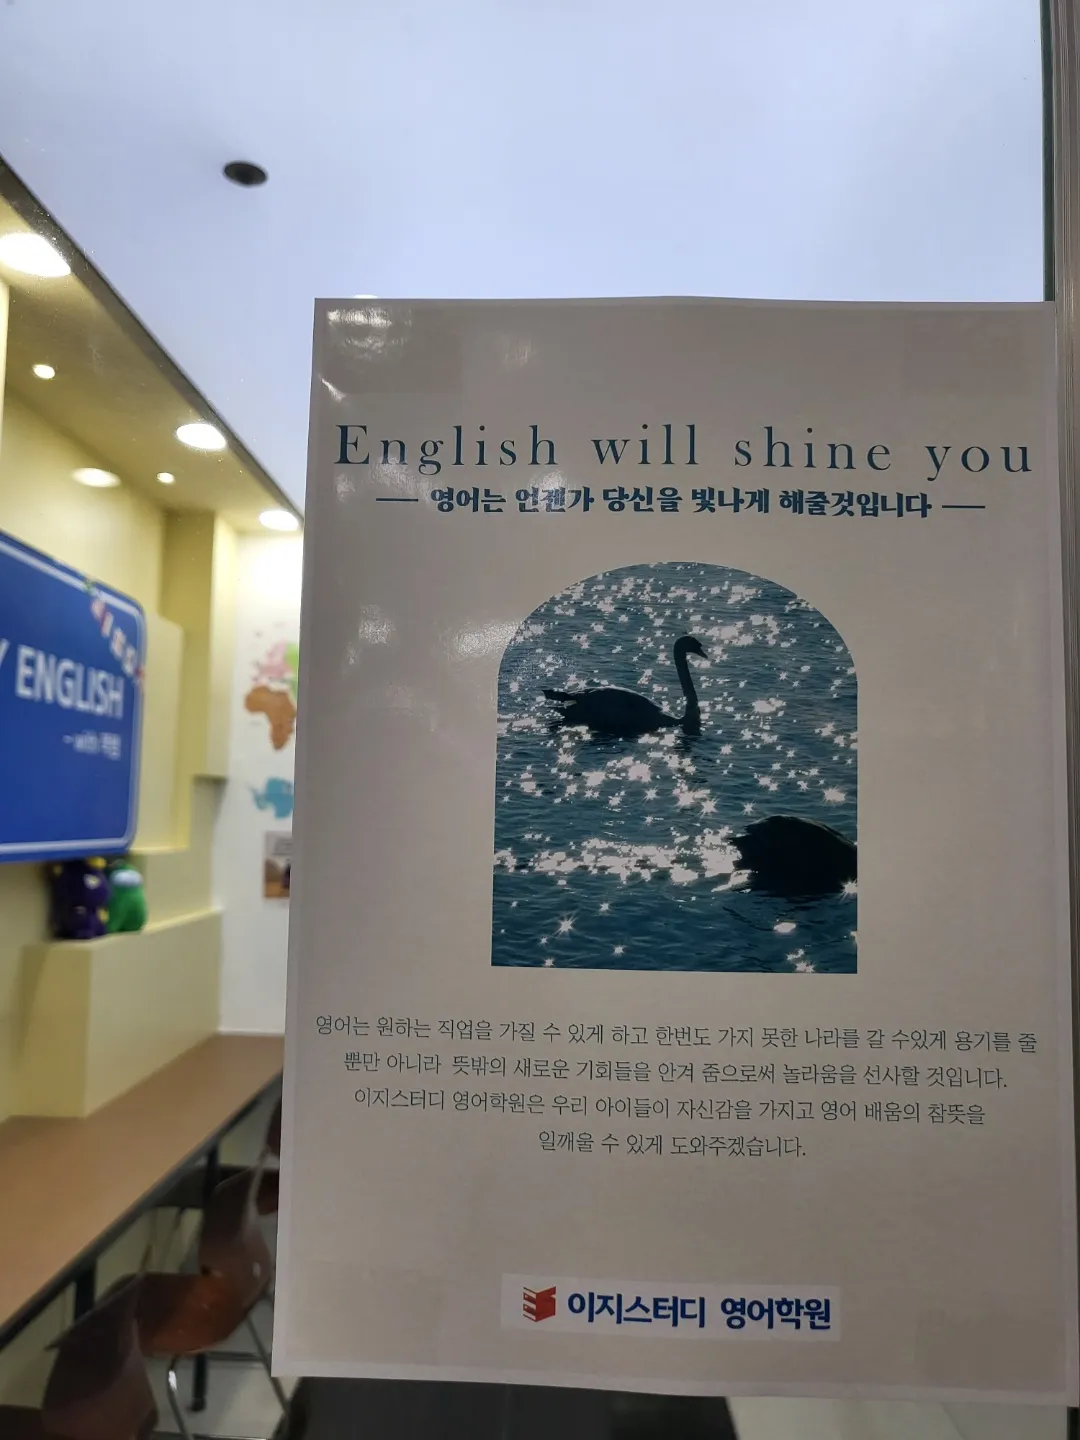 English will shine you
영어는 언젠가 당신을 빛나게 해줄것입니다
영어는 원하는 직업을 가질 수 있게 하고 한번도 가지 못한 나라를 갈 수있게 용기를 줄
뿐만 아니라 뜻밖의 새로운 기회들을 안겨 줌으로써 놀라움을 선사할 것입니다.
이지스터디 영어학원은 우리 아이들이 자신감을 가지고 영어 배움의 참뜻을
일깨울 수 있게 도와주겠습니다.
이지스터디 영어학원
ENGLISH